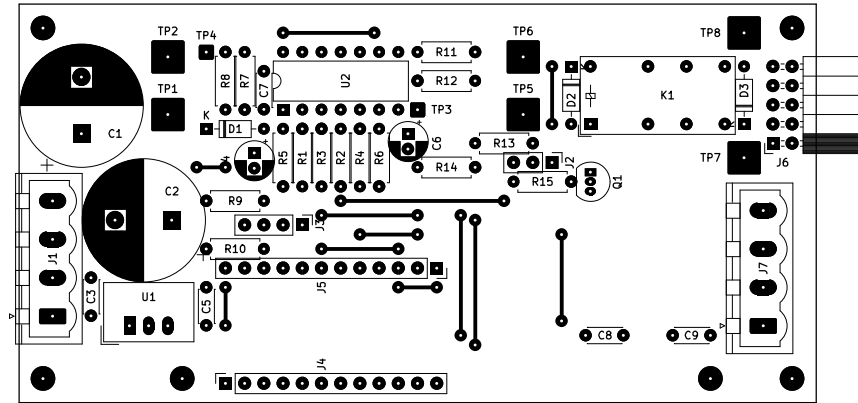 TP2
TP4
TP6
TP8
R11
R8
R7
C7
U2
R12
D2
K1
D3
TP1
TP3
TP5
K
D1
C1
C6
R13
R5
R1
R3
R2
R4
R6
R14
J2
TP7
J6
R15
Q1
C2
R9
J3
J1
R10
J5
J7
C3
U1
C5
C8
C9
J4